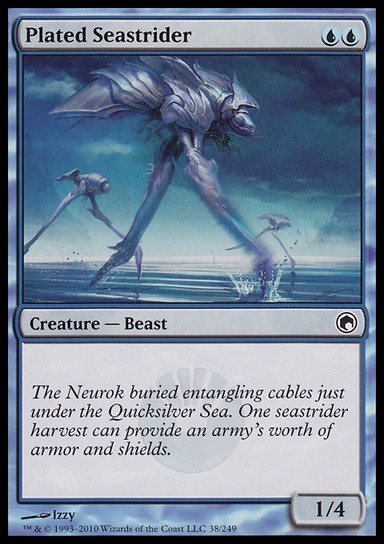 Plated Seastrider
Creature — Beast
The Neurok buried entangling cables just
under the Quicksilver Sea. One seastrider
harvest can provide an army's worth of
armor and shields.
Izzy
1/4
™ & © 1993–2010 Wizards of the Coast LLC 38/249